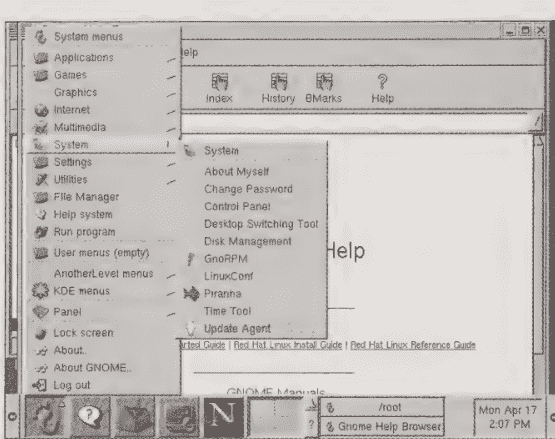 System menus
Applications
Games
Graphics
Internet
Multimedia
System
Settings
Utilities
File Manager
Help system
Run program
User menus (empty)
AnotherLevel menus
KDE menus
Panel
Lock screen
About..
About GNOME..
Log out
elp
Index History BMarks Help
System
About Myself
Change Password
Control Panel
Desktop Switching Tool
Disk Management
GnoRPM
LinuxConf
Piranha
Time Tool
Update Agent
Help
arted Guide | Red Hat Linux Install Guide | Red Hat Linux Reference Guide
GNOME Manuals
N
?
/root
Gnome Help Browser
Mon Apr 17
2:07 PM